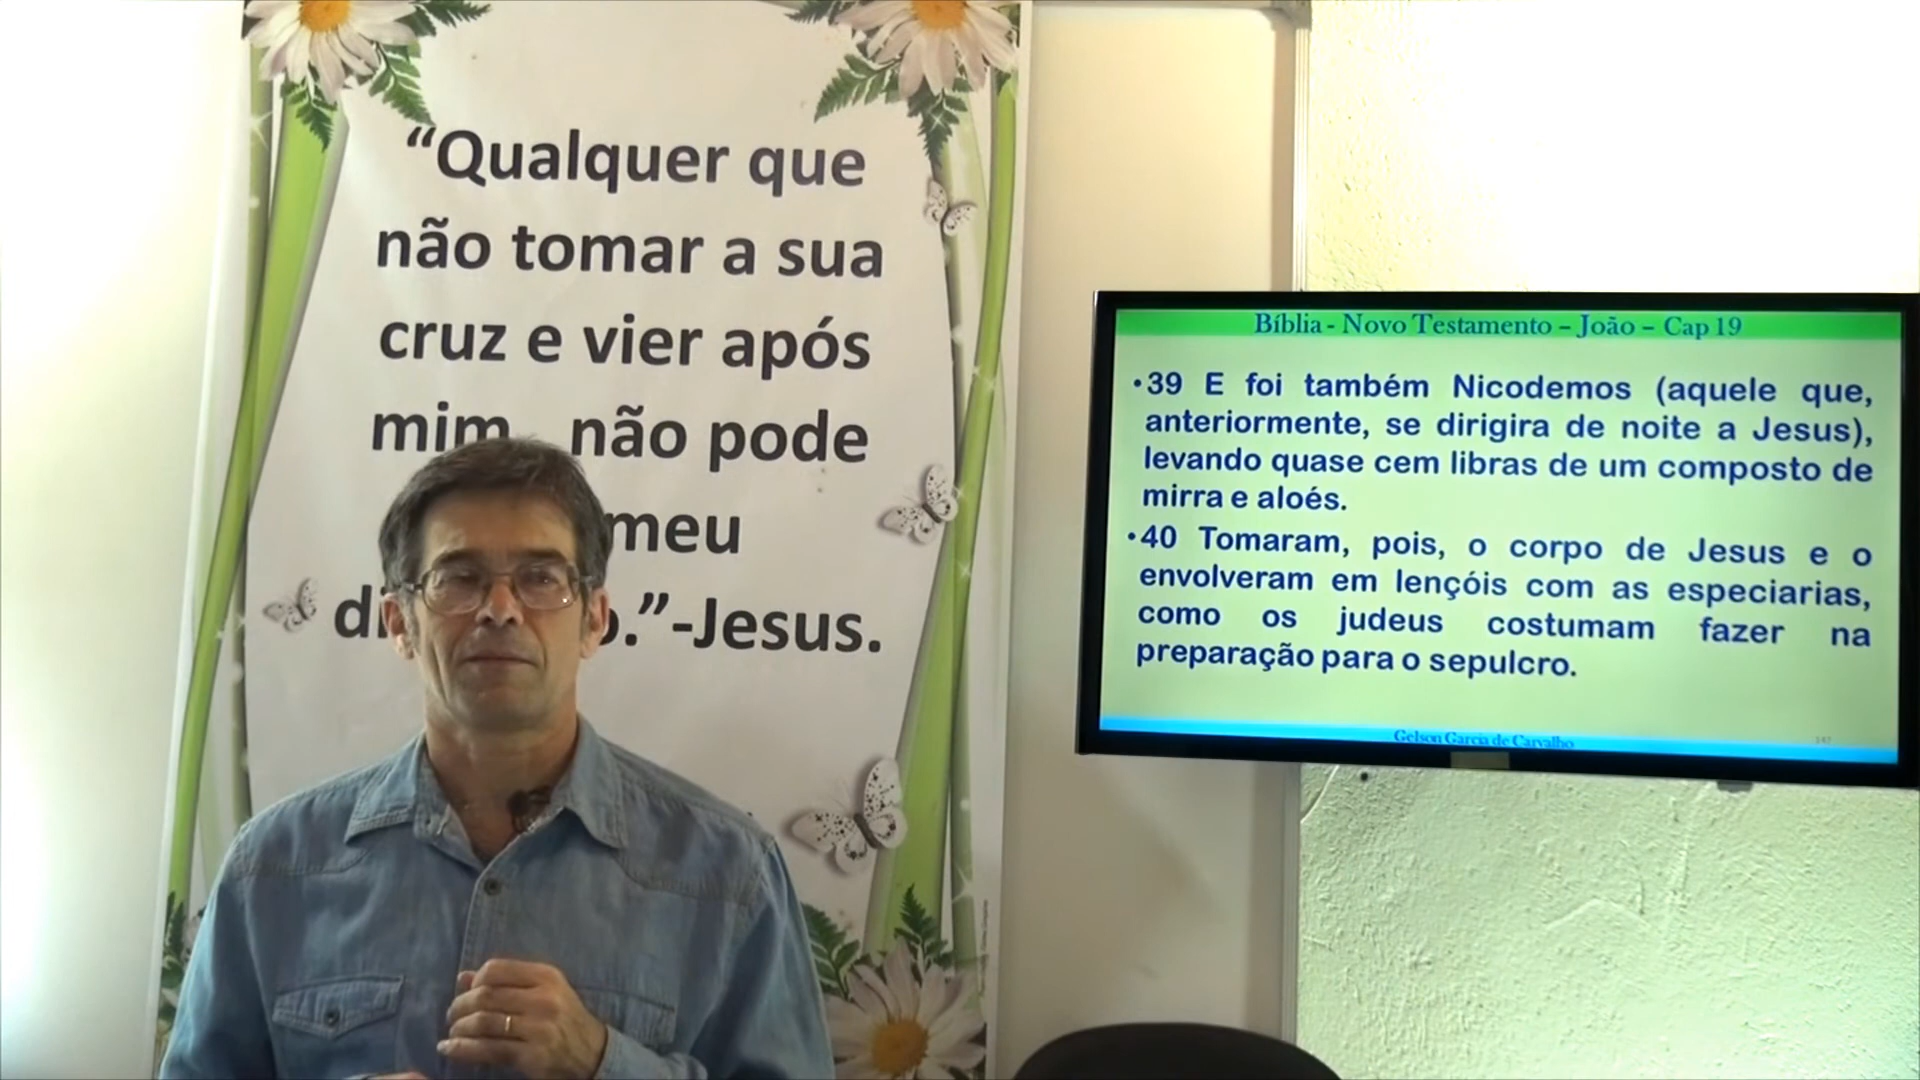 “Qualquer que
não tomar a sua
cruz e vier após
mim não pode
meu
.”-Jesus.
Bíblia - Novo Testamento – João – Cap 19
•39 E foi também Nicodemos (aquele que,
anteriormente, se dirigira de noite a Jesus),
levando quase cem libras de um composto de
mirra e aloés.
•40 Tomaram, pois, o corpo de Jesus e o
envolveram em lençóis com as especiarias,
como os judeus costumam fazer na
preparação para o sepulcro.
Gelson Garcia de Carvalho